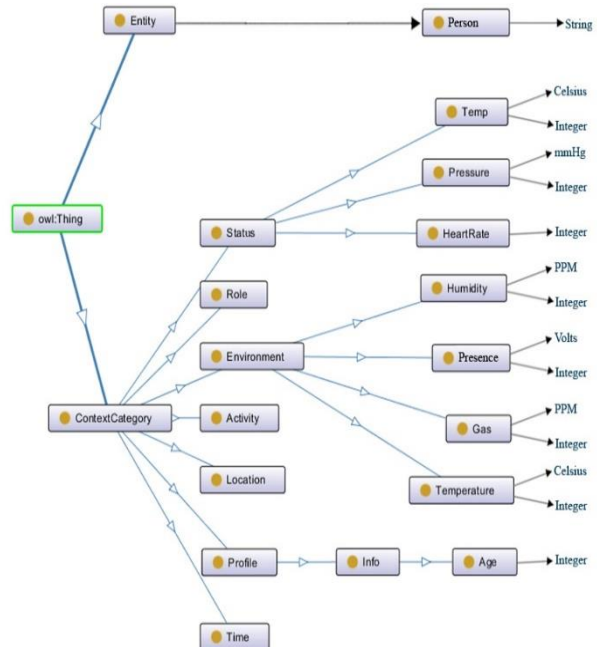 Entity
Person
String
Celsius
Temp
Integer
mmHg
Pressure
Integer
owl:Thing
Status
HeartRate
Integer
PPM
Role
Humidity
Integer
Volts
Environment
Presence
Integer
PPM
ContextCategory
Activity
Gas
Integer
Celsius
Location
Temperature
Integer
Profile
Info
Age
Integer
Time